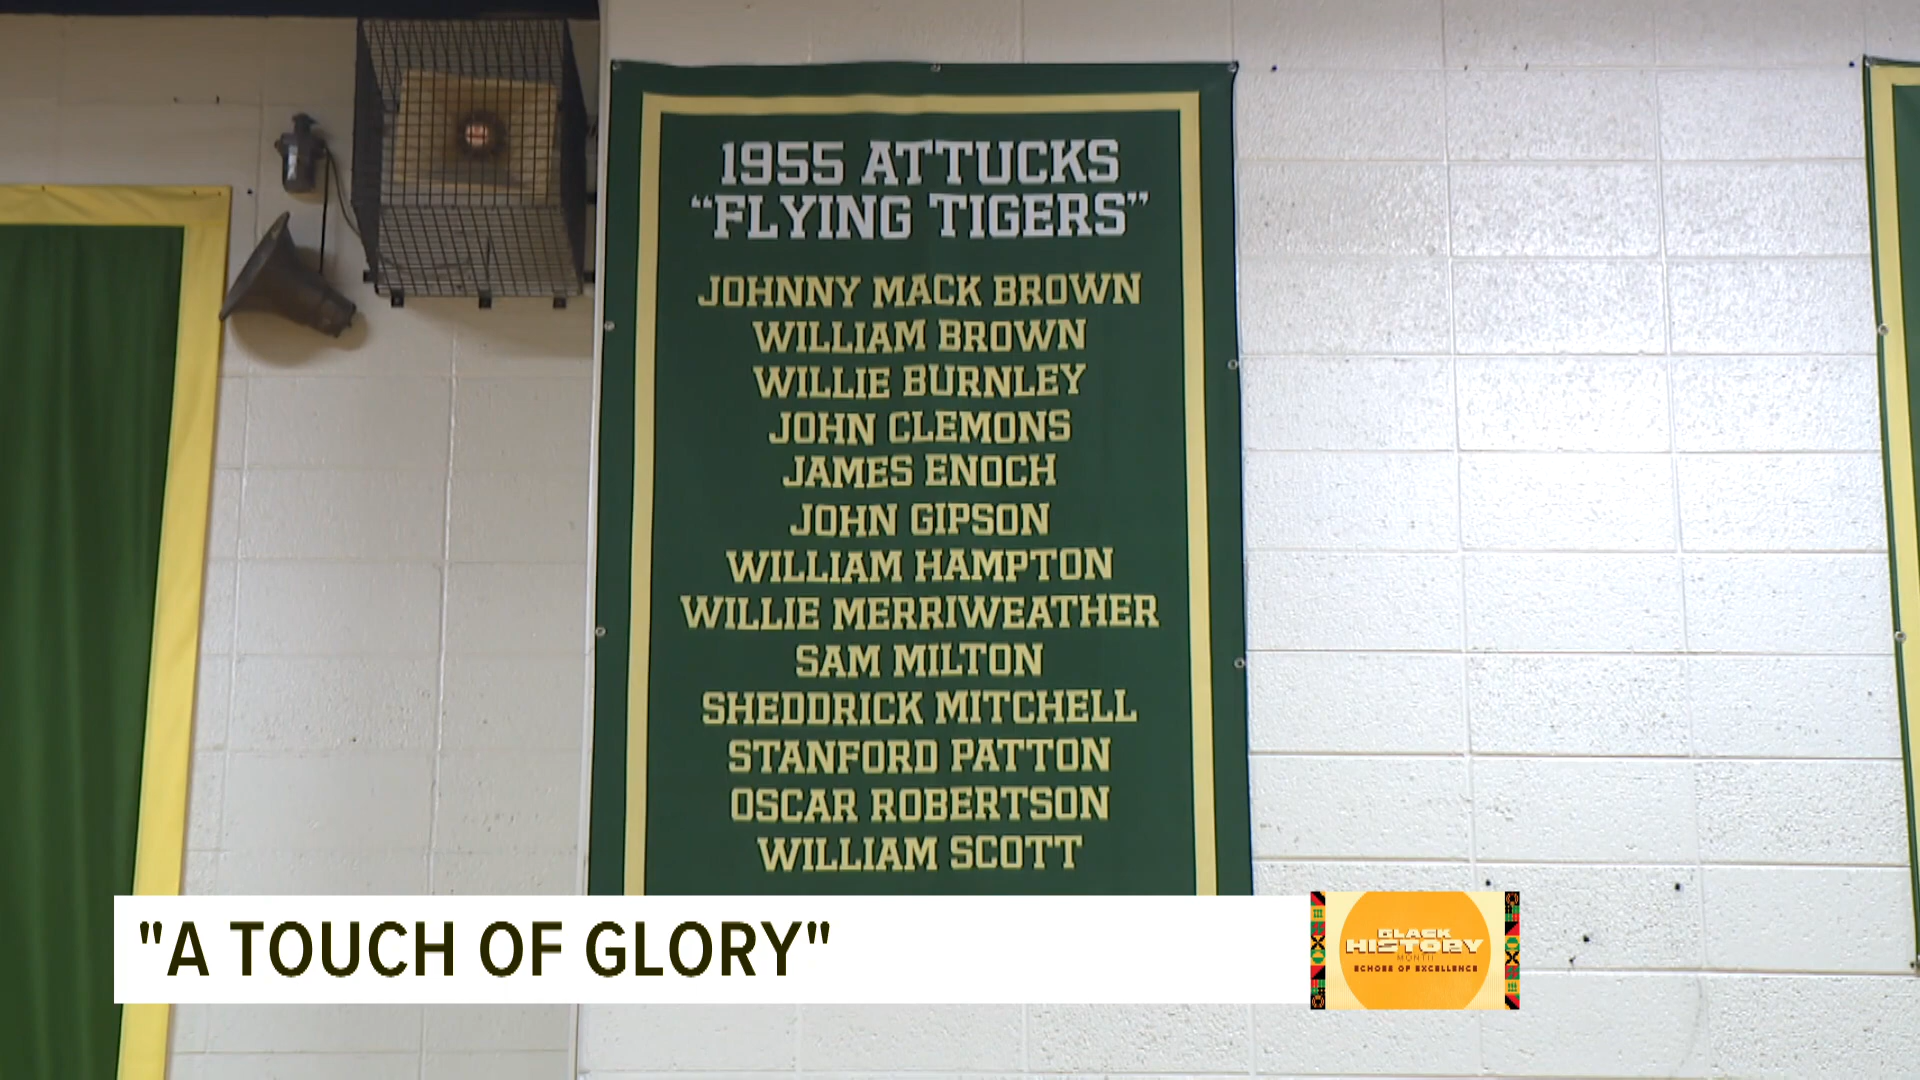 1955 ATTUCKS
“FLYING TIGERS”
JOHNNY MACK BROWN
WILLIAM BROWN
WILLIE BURNLEY
JOHN CLEMONS
JAMES ENOCH
JOHN GIPSON
WILLIAM HAMPTON
WILLIE MERRIWEATHER
SAM MILTON
SHEDDRICK MITCHELL
STANFORD PATTON
OSCAR ROBERTSON
WILLIAM SCOTT
"A TOUCH OF GLORY"
BLACK
HISTORY
MONTH
ECHOES OF EXCELLENCE